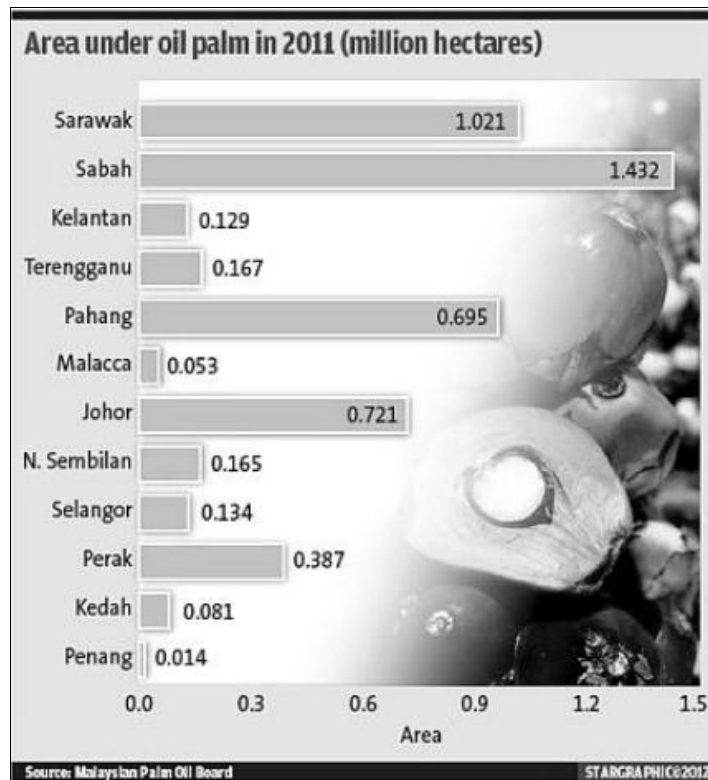 Area under oil palm in 2011 (million hectares)
Sarawak 1.021
Sabah 1.432
Kelantan 0.129
Terengganu 0.167
Pahang 0.695
Malacca 0.053
Johor 0.721
N. Sembilan 0.165
Selangor 0.134
Perak 0.387
Kedah 0.081
Penang 0.014
0.0 0.3 0.6 0.9 1.2 1.5
Area
Source: Malaysian Palm Oil Board STARGRAPHIC©2012